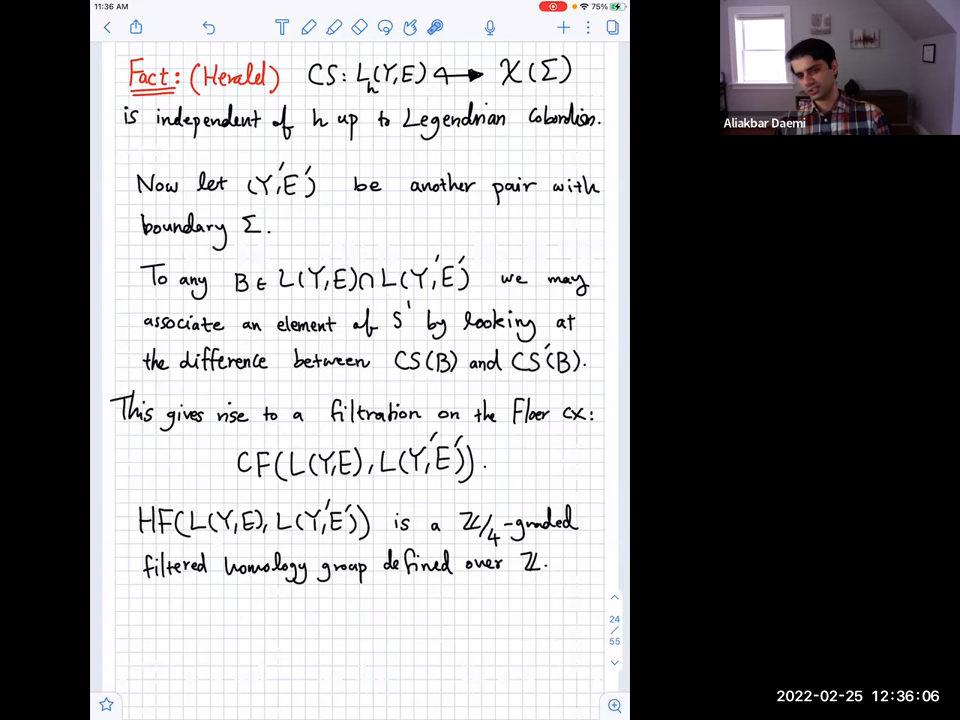 11:36 AM
75%
Fact: (Herald) CS: L_h(Y,E) ↔ X(Σ)
is independent of h up to Legendrian Cobordism.
Now let (Y',E') be another pair with
boundary Σ.
To any B ∈ L(Y,E)∩L(Y',E') we may
associate an element of S' by looking at
the difference between CS(B) and CS'(B).
This gives rise to a filtration on the Floer cx:
CF(L(Y,E), L(Y',E')).
HF(L(Y,E), L(Y',E')) is a ℤ/4-graded
filtered homology group defined over ℤ.
24
/
55
Aliakbar Daemi
2022-02-25 12:36:06